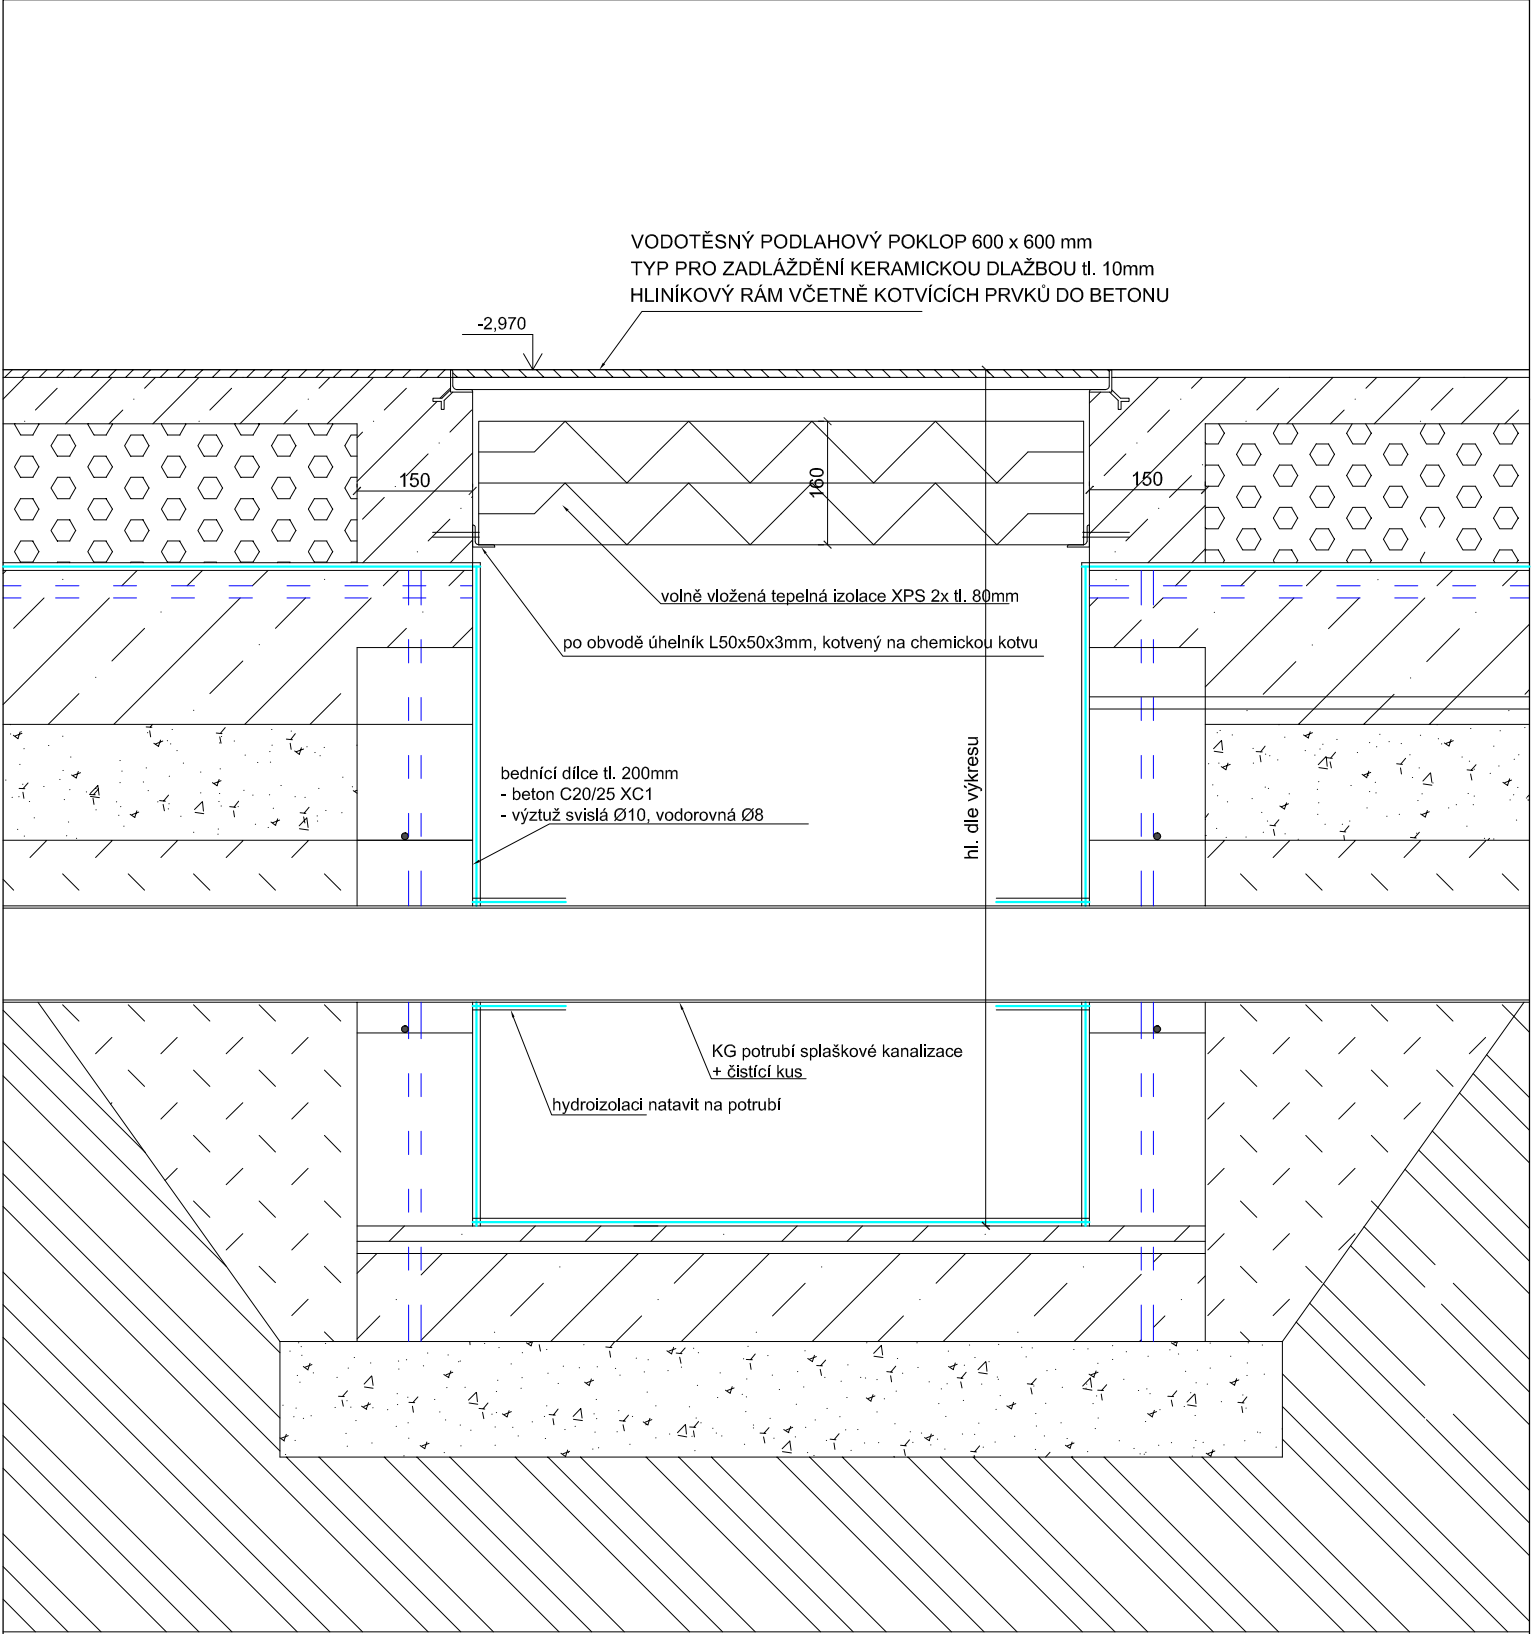 VODOTĚSNÝ PODLAHOVÝ POKLOP 600 x 600 mm
TYP PRO ZADLÁŽDĚNÍ KERAMICKOU DLAŽBOU tl. 10mm
HLINÍKOVÝ RÁM VČETNĚ KOTVÍCÍCH PRVKŮ DO BETONU
-2,970
150
160
150
volně vložená tepelná izolace XPS 2x tl. 80mm
po obvodě úhelník L50x50x3mm, kotvený na chemickou kotvu
bednící dílce tl. 200mm
- beton C20/25 XC1
- výztuž svislá Ø10, vodorovná Ø8
hl. dle výkresu
KG potrubí splaškové kanalizace
+ čistící kus
hydroizolaci natavit na potrubí